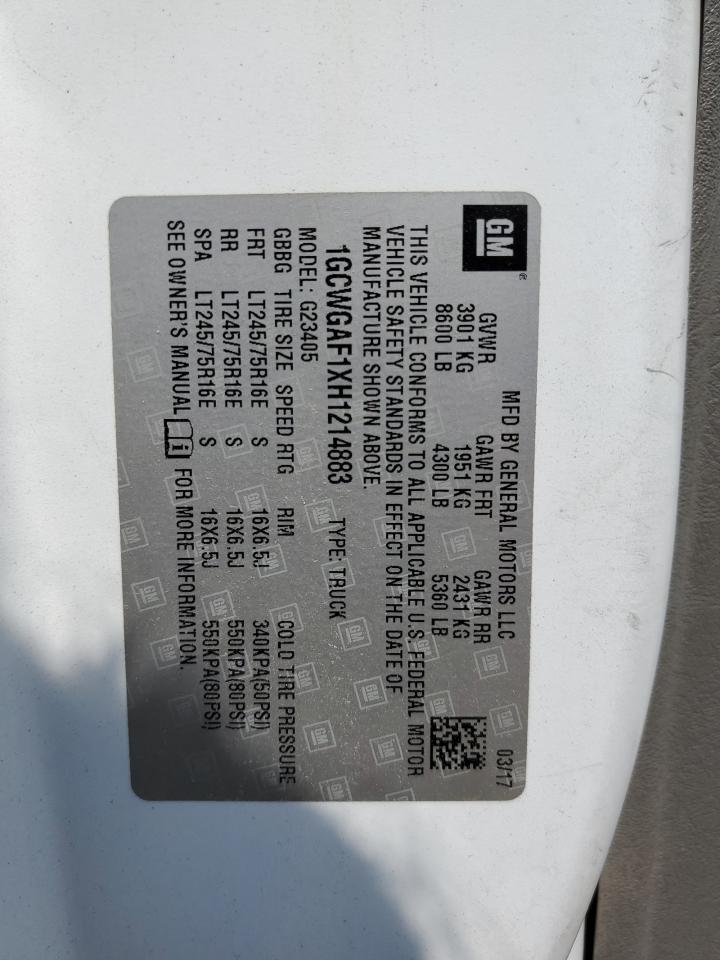 GM®
MFD BY GENERAL MOTORS LLC 03/17
GVWR GAWR FRT GAWR RR
3901 KG 1951 KG 2431 KG
8600 LB 4300 LB 5360 LB
THIS VEHICLE CONFORMS TO ALL APPLICABLE U.S. FEDERAL MOTOR
VEHICLE SAFETY STANDARDS IN EFFECT ON THE DATE OF
MANUFACTURE SHOWN ABOVE.
1GCWGAF1XH1214883 TYPE: TRUCK
MODEL: G23405
GBBG TIRE SIZE SPEED RTG RIM COLD TIRE PRESSURE
FRT LT245/75R16E S 16X6.5J 340KPA(50PSI)
RR LT245/75R16E S 16X6.5J 550KPA(80PSI)
SPA LT245/75R16E S 16X6.5J 550KPA(80PSI)
SEE OWNER'S MANUAL FOR MORE INFORMATION.